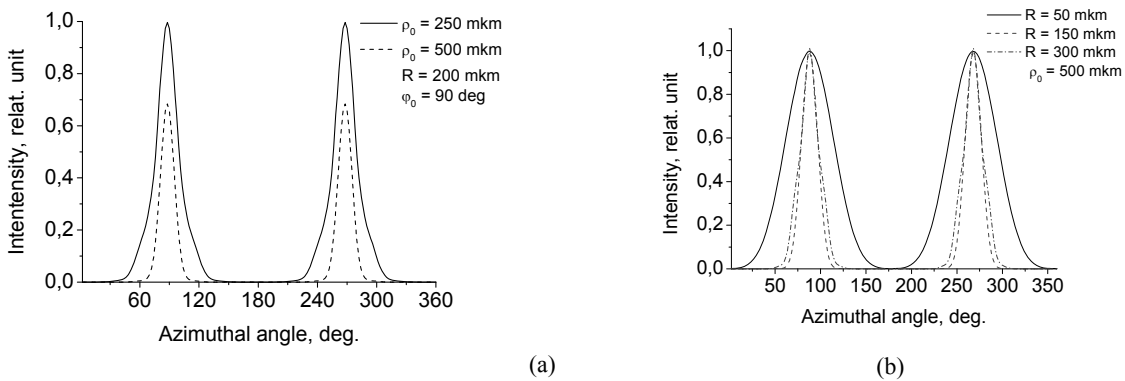 ρ₀ = 250 mkm
ρ₀ = 500 mkm
R = 200 mkm
φ₀ = 90 deg
Intentensity, relat. unit
1,0
0,8
0,6
0,4
0,2
0,0
60 120 180 240 300 360
Azimuthal angle, deg.
(a)
R = 50 mkm
R = 150 mkm
R = 300 mkm
ρ₀ = 500 mkm
Intensity, relat. unit
1,0
0,8
0,6
0,4
0,2
0,0
50 100 150 200 250 300 350
Azimuthal angle, deg.
(b)